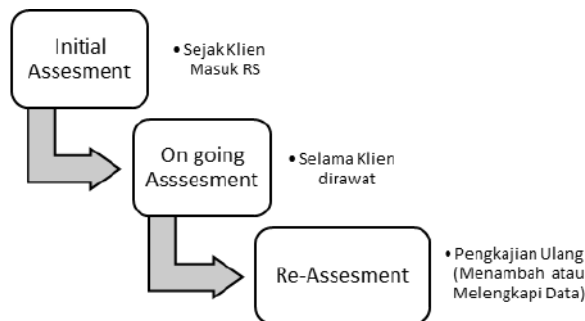 Initial
Assesment
• Sejak Klien
Masuk RS
On going
Asssesment
• Selama Klien
dirawat
Re-Assesment
• Pengkajian Ulang
(Menambah atau
Melengkapi Data)